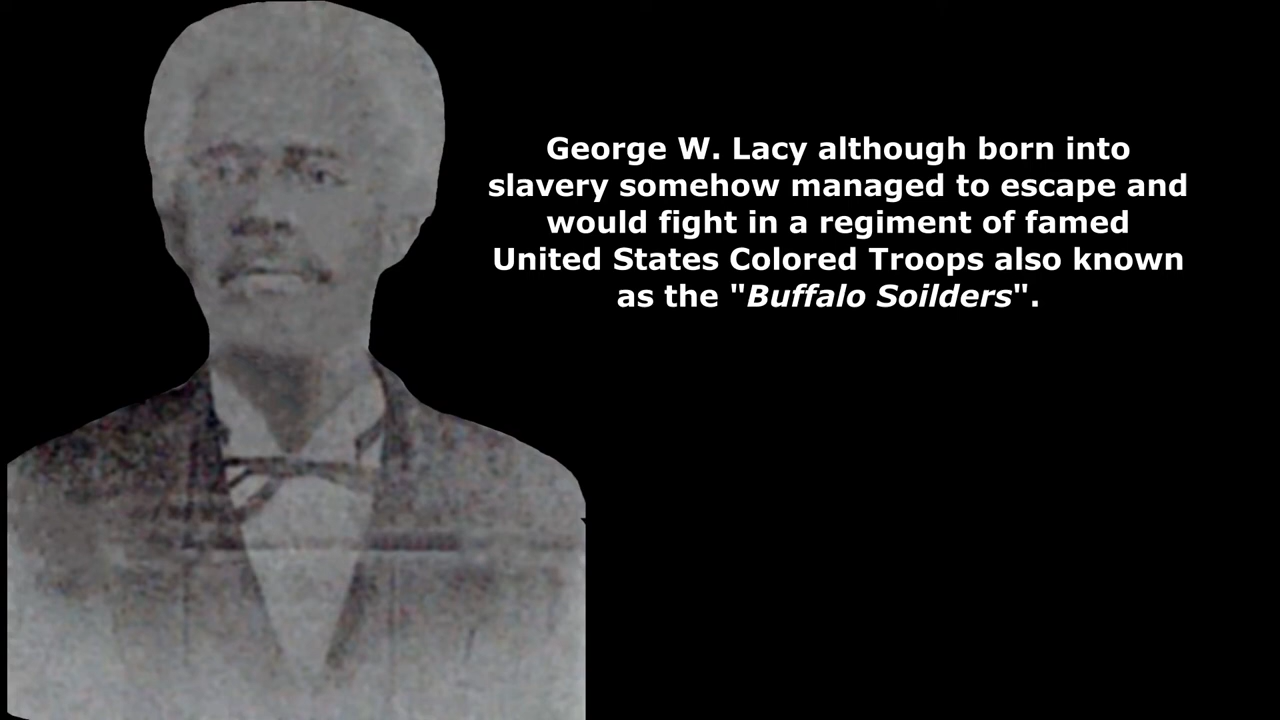 George W. Lacy although born into
slavery somehow managed to escape and
would fight in a regiment of famed
United States Colored Troops also known
as the "Buffalo Soilders".